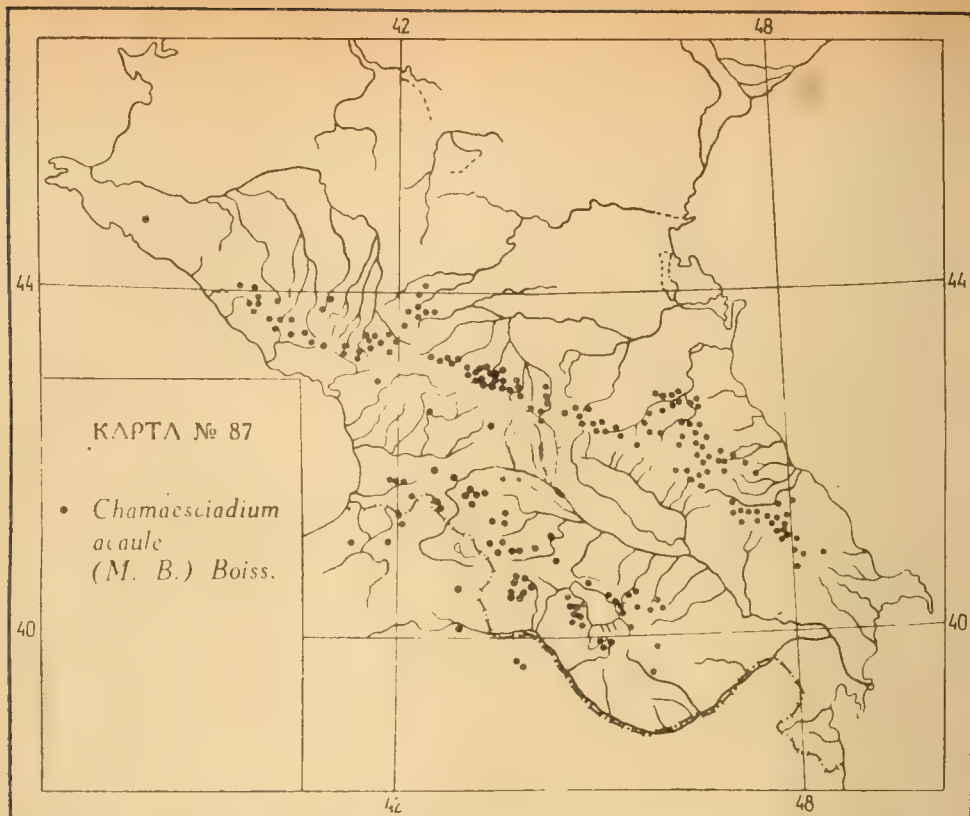 42 48
44 44
КАРТА № 87
Chamaesciadium
acaule
(M. B.) Boiss.
40 40
42 48